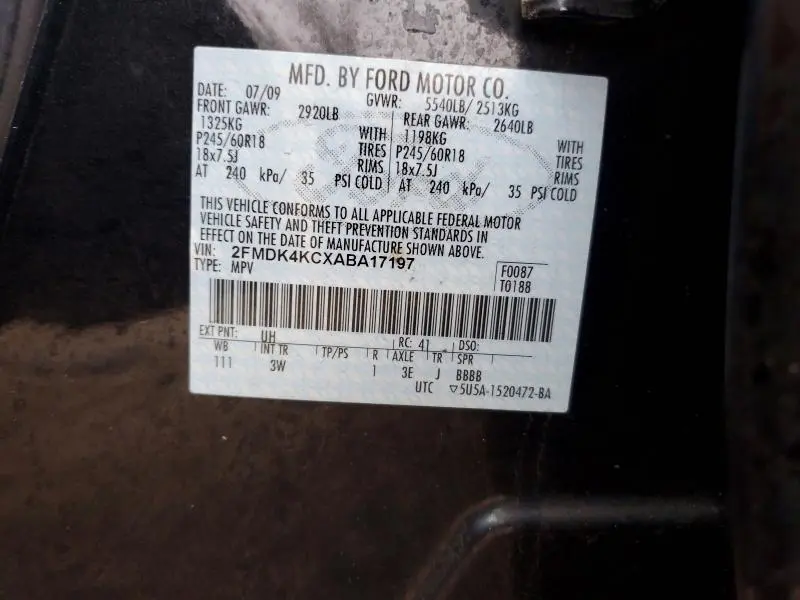 MFD. BY FORD MOTOR CO.
DATE: 07/09 GVWR: 5540LB/ 2513KG
FRONT GAWR: 2920LB REAR GAWR: 2640LB
1325KG WITH 1198KG WITH
P245/60R18 TIRES P245/60R18 TIRES
18x7.5J RIMS 18x7.5J RIMS
AT 240 kPa/ 35 PSI COLD AT 240 kPa/ 35 PSI COLD
THIS VEHICLE CONFORMS TO ALL APPLICABLE FEDERAL MOTOR
VEHICLE SAFETY AND THEFT PREVENTION STANDARDS IN
EFFECT ON THE DATE OF MANUFACTURE SHOWN ABOVE.
VIN: 2FMDK4KCXABA17197
TYPE: MPV F0087
T0188
EXT PNT: UH RC: 41 DSO:
WB INT TR TP/PS R AXLE TR SPR
111 3W 1 3E J BBBB
UTC ▽5U5A-1520472-BA